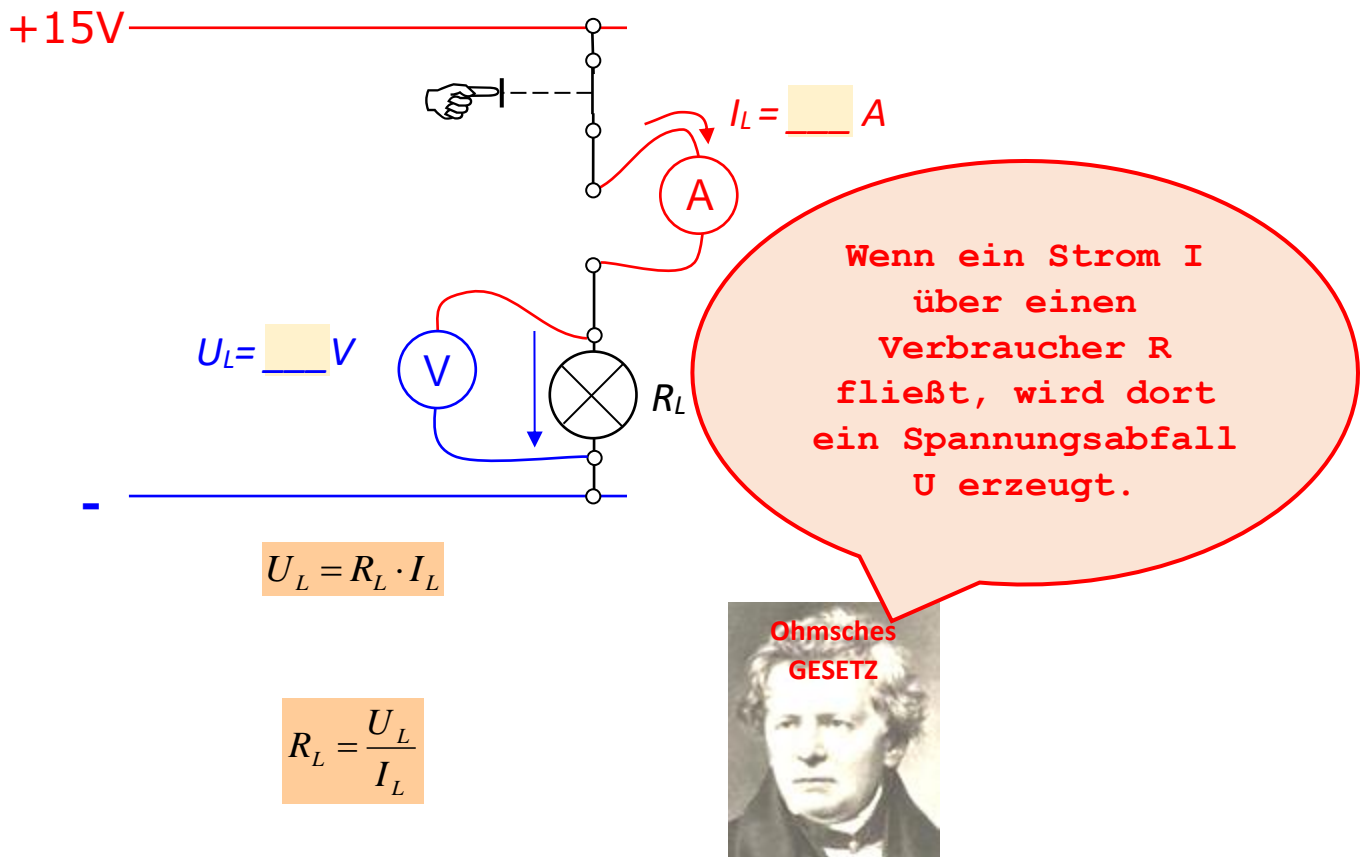 +15V
I_L = ___ A
A
Wenn ein Strom I
über einen
Verbraucher R
fließt, wird dort
ein Spannungsabfall
U erzeugt.
U_L= ___V
V
R_L
-
U_L = R_L · I_L
Ohmsches
GESETZ
R_L = U_L / I_L